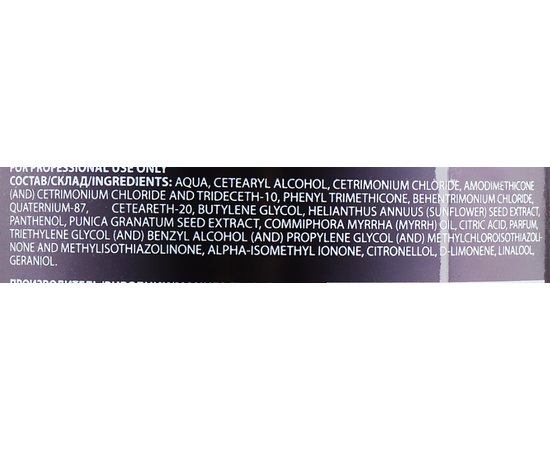 FOR PROFESSIONAL USE ONLY
СОСТАВ/СКЛАД/INGREDIENTS: AQUA, CETEARYL ALCOHOL, CETRIMONIUM CHLORIDE, AMODIMETHICONE
(AND) CETRIMONIUM CHLORIDE AND TRIDECETH-10, PHENYL TRIMETHICONE, BEHENTRIMONIUM CHLORIDE,
QUATERNIUM-87, CETEARETH-20, BUTYLENE GLYCOL, HELIANTHUS ANNUUS (SUNFLOWER) SEED EXTRACT,
PANTHENOL, PUNICA GRANATUM SEED EXTRACT, COMMIPHORA MYRRHA (MYRRH) OIL, CITRIC ACID, PARFUM,
TRIETHYLENE GLYCOL (AND) BENZYL ALCOHOL (AND) PROPYLENE GLYCOL (AND) METHYLCHLOROISOTHIAZOLI-
NONE AND METHYLISOTHIAZOLINONE, ALPHA-ISOMETHYL IONONE, CITRONELLOL, D-LIMONENE, LINALOOL,
GERANIOL.